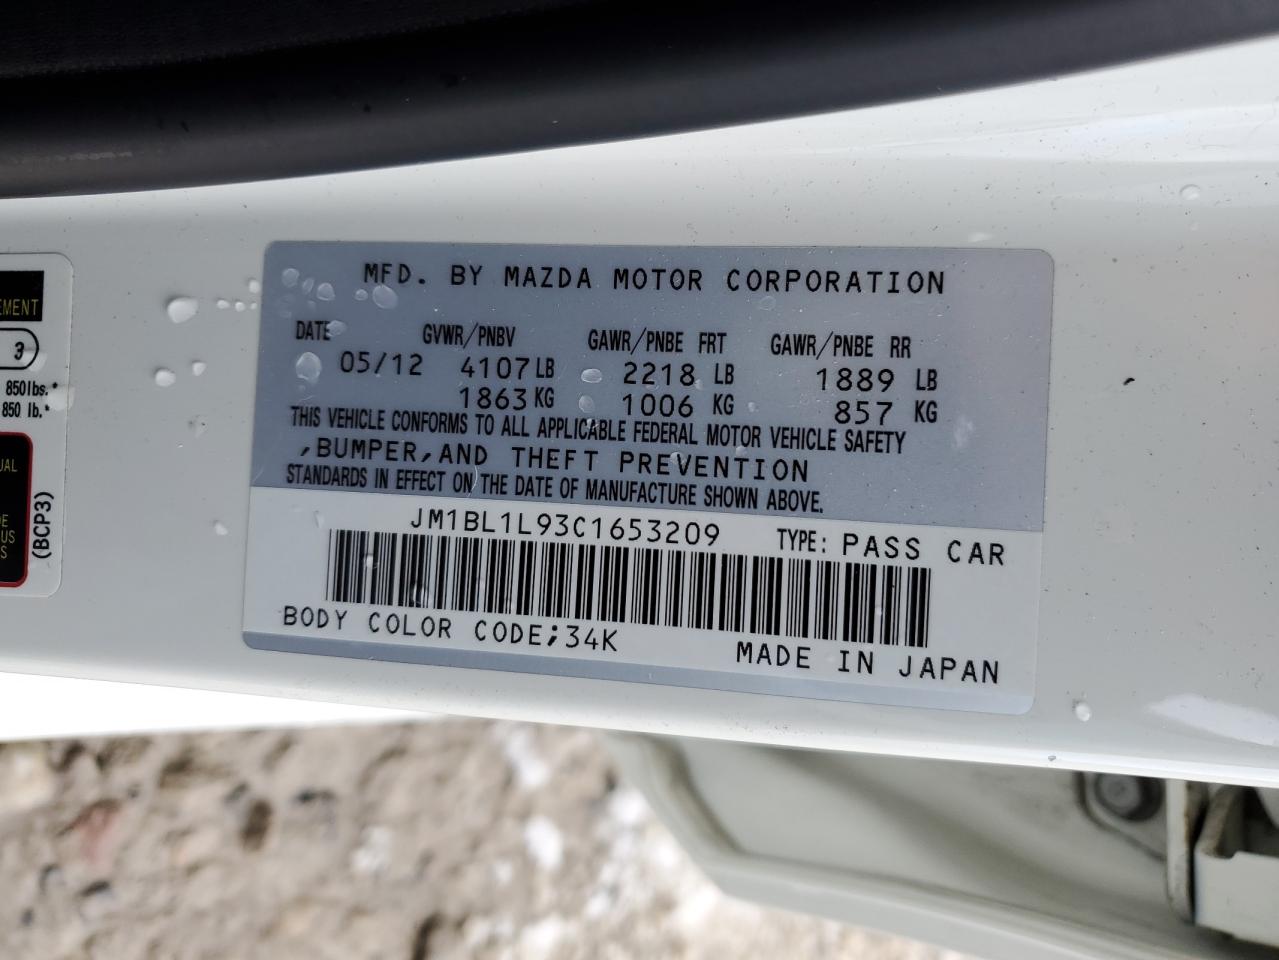 MFD. BY MAZDA MOTOR CORPORATION
DATE GVWR/PNBV GAWR/PNBE FRT GAWR/PNBE RR
05/12 4107 LB 2218 LB 1889 LB
1863 KG 1006 KG 857 KG
THIS VEHICLE CONFORMS TO ALL APPLICABLE FEDERAL MOTOR VEHICLE SAFETY
,BUMPER,AND THEFT PREVENTION
STANDARDS IN EFFECT ON THE DATE OF MANUFACTURE SHOWN ABOVE.
JM1BL1L93C1653209 TYPE: PASS CAR
BODY COLOR CODE;34K
MADE IN JAPAN
EMENT
3
850lbs.*
850 lb.*
UAL
(BCP3)